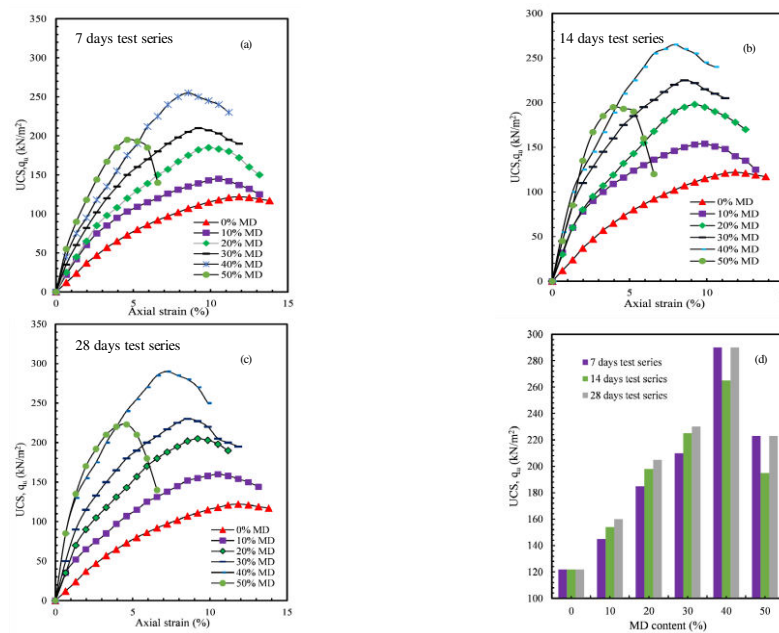 350
300
250
200
150
100
50
0
UCS,qᵤ (kN/m²)
7 days test series
(a)
0% MD
10% MD
20% MD
30% MD
40% MD
50% MD
0 5 10 15
Axial strain (%)
300
250
200
150
100
50
0
UCS,qᵤ (kN/m²)
14 days test series
(b)
0% MD
10% MD
20% MD
30% MD
40% MD
50% MD
0 5 10
Axial strain (%)
350
300
250
200
150
100
50
0
UCS, qᵤ (kN/m²)
28 days test series
(c)
0% MD
10% MD
20% MD
30% MD
40% MD
50% MD
0 5 10 15
Axial strain (%)
300
280
260
240
220
200
180
160
140
120
100
UCS, qᵤ (kN/m²)
(d)
7 days test series
14 days test series
28 days test series
0 10 20 30 40 50
MD content (%)